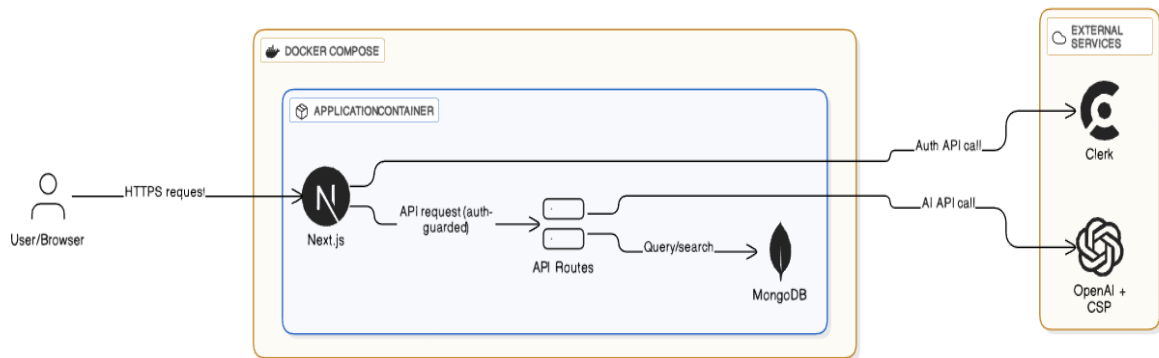 DOCKER COMPOSE
EXTERNAL
SERVICES
APPLICATIONCONTAINER
Auth API call
Clerk
HTTPS request
AI API call
API request (auth-
guarded)
User/Browser
Next.js
Query/search
API Routes
MongoDB
OpenAI +
CSP